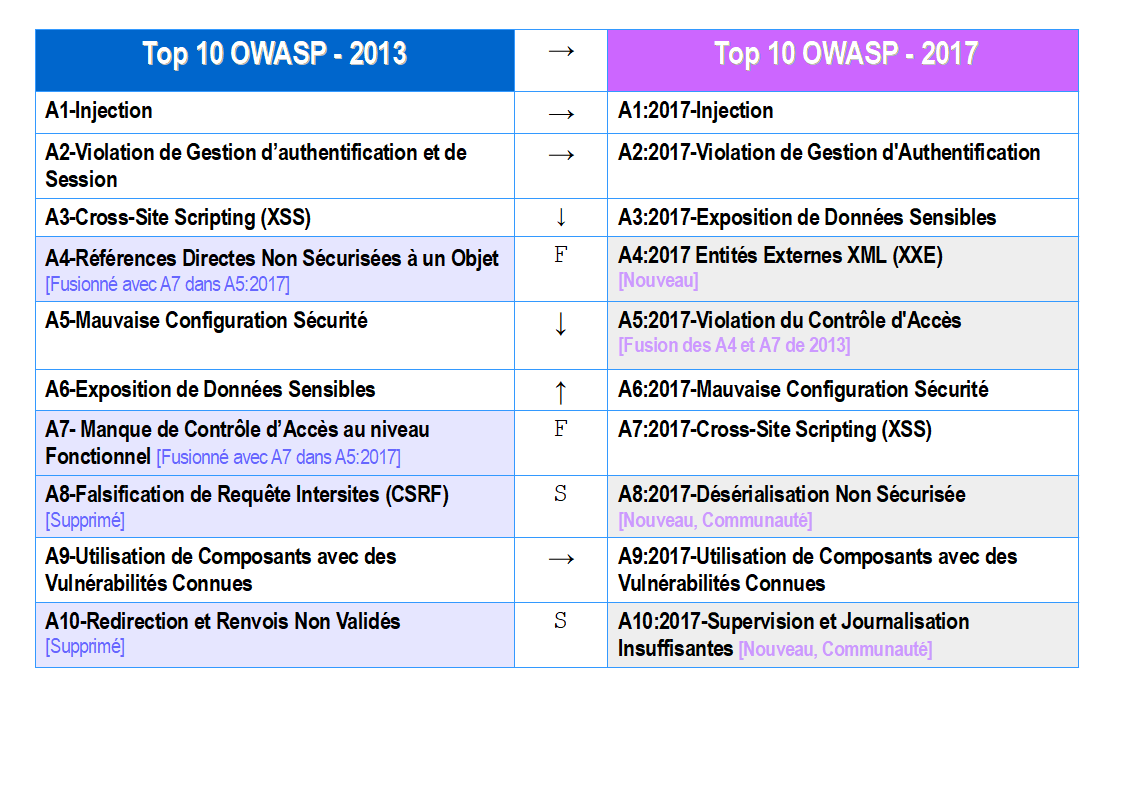 Top 10 OWASP - 2013 → Top 10 OWASP - 2017
A1-Injection → A1:2017-Injection
A2-Violation de Gestion d’authentification et de
Session
→ A2:2017-Violation de Gestion d'Authentification
A3-Cross-Site Scripting (XSS) ↓ A3:2017-Exposition de Données Sensibles
A4-Références Directes Non Sécurisées à un Objet
[Fusionné avec A7 dans A5:2017]
F
A4:2017 Entités Externes XML (XXE)
[Nouveau]
A5-Mauvaise Configuration Sécurité
↓
A5:2017-Violation du Contrôle d'Accès
[Fusion des A4 et A7 de 2013]
A6-Exposition de Données Sensibles ↑ A6:2017-Mauvaise Configuration Sécurité
A7- Manque de Contrôle d’Accès au niveau
Fonctionnel [Fusionné avec A7 dans A5:2017]
F
A7:2017-Cross-Site Scripting (XSS)
A8-Falsification de Requête Intersites (CSRF)
[Supprimé]
S
A8:2017-Désérialisation Non Sécurisée
[Nouveau, Communauté]
A9-Utilisation de Composants avec des
Vulnérabilités Connues
→
A9:2017-Utilisation de Composants avec des
Vulnérabilités Connues
A10-Redirection et Renvois Non Validés
[Supprimé]
S
A10:2017-Supervision et Journalisation
Insuffisantes [Nouveau, Communauté]